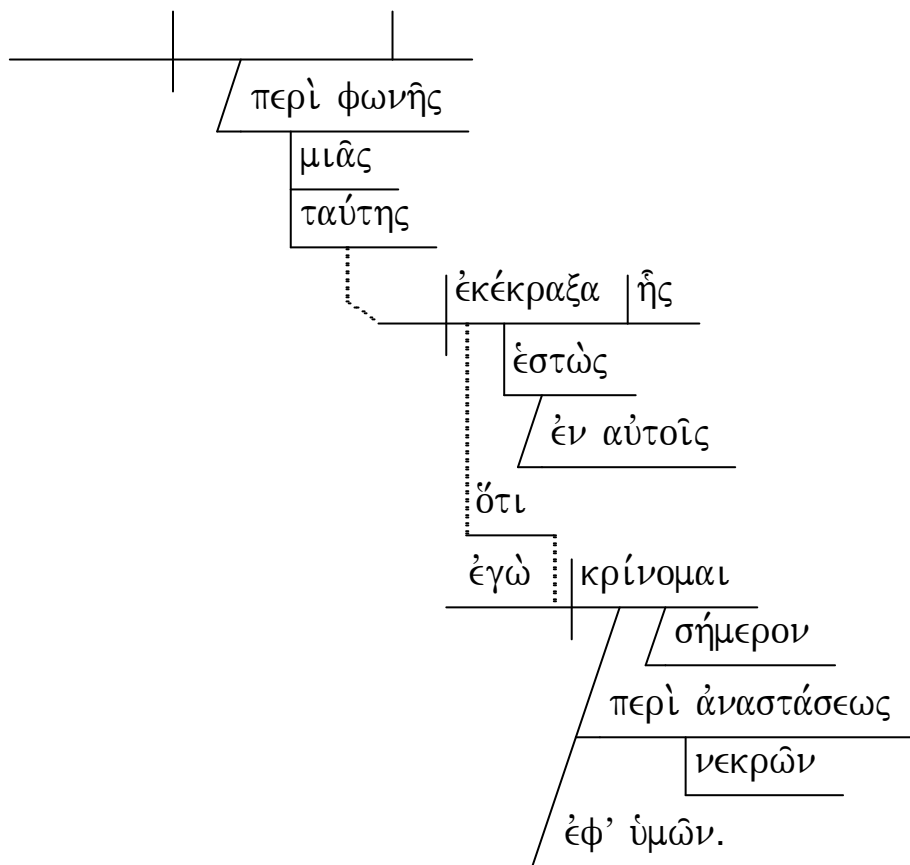 περὶ φωνῆς
μιᾶς
ταύτης
ἐκέκραξα ἧς
ἑστὼς
ἐν αὐτοῖς
ὅτι
ἐγὼ κρίνομαι
σήμερον
περὶ ἀναστάσεως
νεκρῶν
ἐφ’ ὑμῶν.